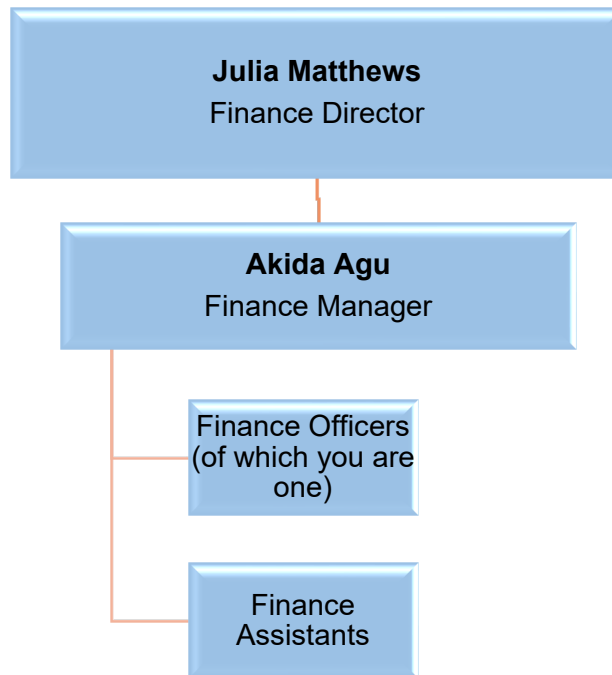 Julia Matthews
Finance Director
Akida Agu
Finance Manager
Finance Officers
(of which you are
one)
Finance
Assistants